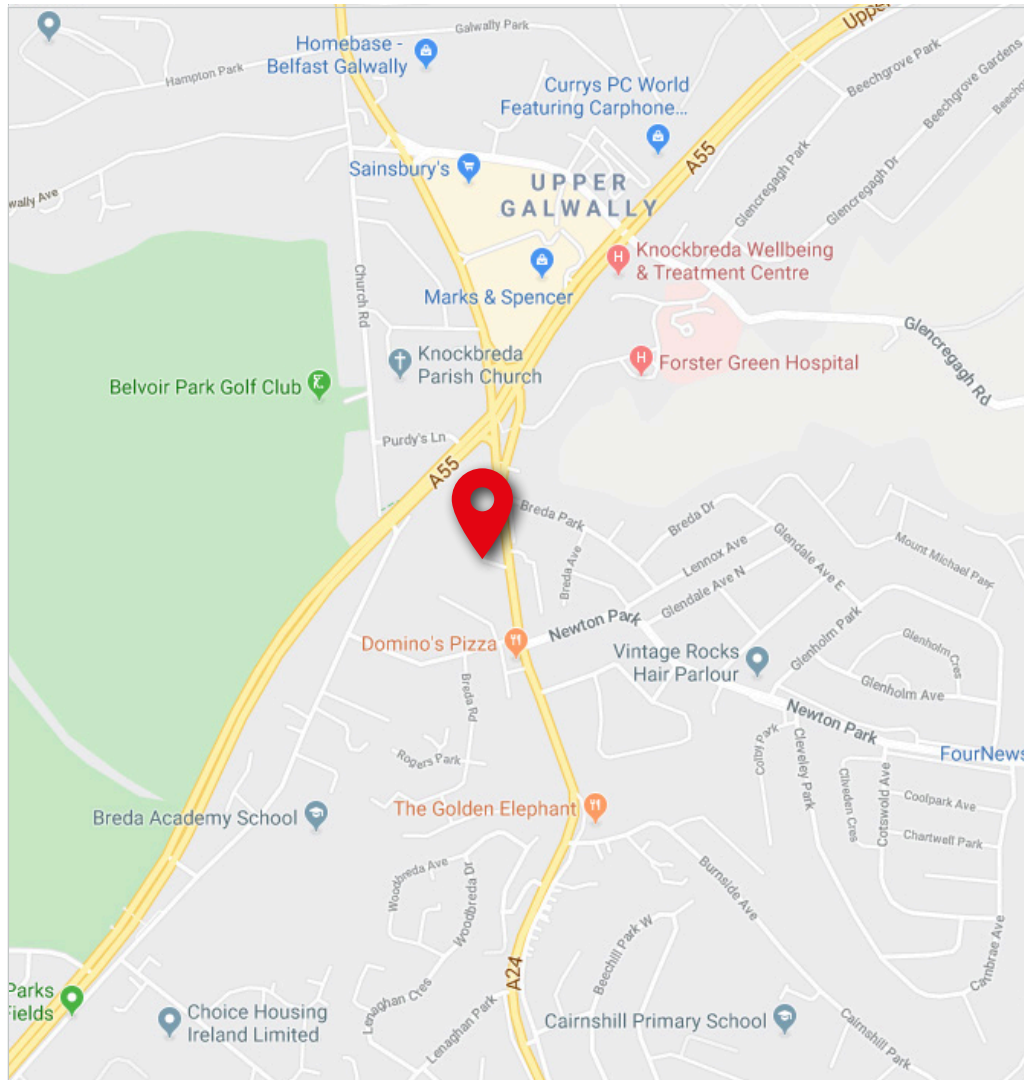 Upper
Galwally Park
Homebase -
Belfast Galwally
Hampton Park
Beechgrove Park
Beechgrove Gardens
Currys PC World
Featuring Carphone...
A55
Sainsbury's
UPPER
GALWALLY
Glencregagh Park
Glencregagh Dr
wally Ave
Knockbreda Wellbeing
& Treatment Centre
H
Church Rd
Marks & Spencer
Glencregagh Rd
Knockbreda
Parish Church
H
Forster Green Hospital
Belvoir Park Golf Club
Purdy's Ln
A55
Breda Park
Breda Dr
Lennox Ave
Glendale Ave E
Mount Michael Park
Breda Ave
Glendale Ave N
Newton Park
Domino's Pizza
Vintage Rocks
Hair Parlour
Glenholm Park
Glenholm Cres
Glenholm Ave
Breda Rd
Newton Park
Rogers Park
Colby Park
Cleveley Park
FourNews
Cliveden Cres
Cotswold Ave
Coolpark Ave
Chartwell Park
The Golden Elephant
Breda Academy School
Woodbreda Ave
Woodbreda Dr
Burnside Ave
Beechill Park W
Cairnbrae Ave
A24
Lenaghan Cres
Lenaghan Park
Parks
Fields
Choice Housing
Ireland Limited
Cairnshill Primary School
Cairnshill Park